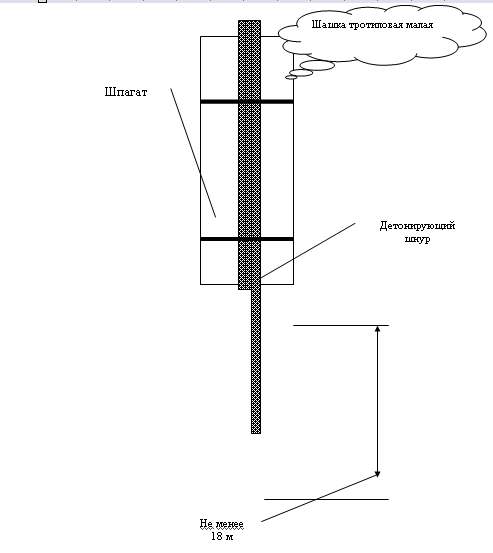 Шашка тротиловая малая
Шпагат
Детонирующий
шнур
Не менее
18 м